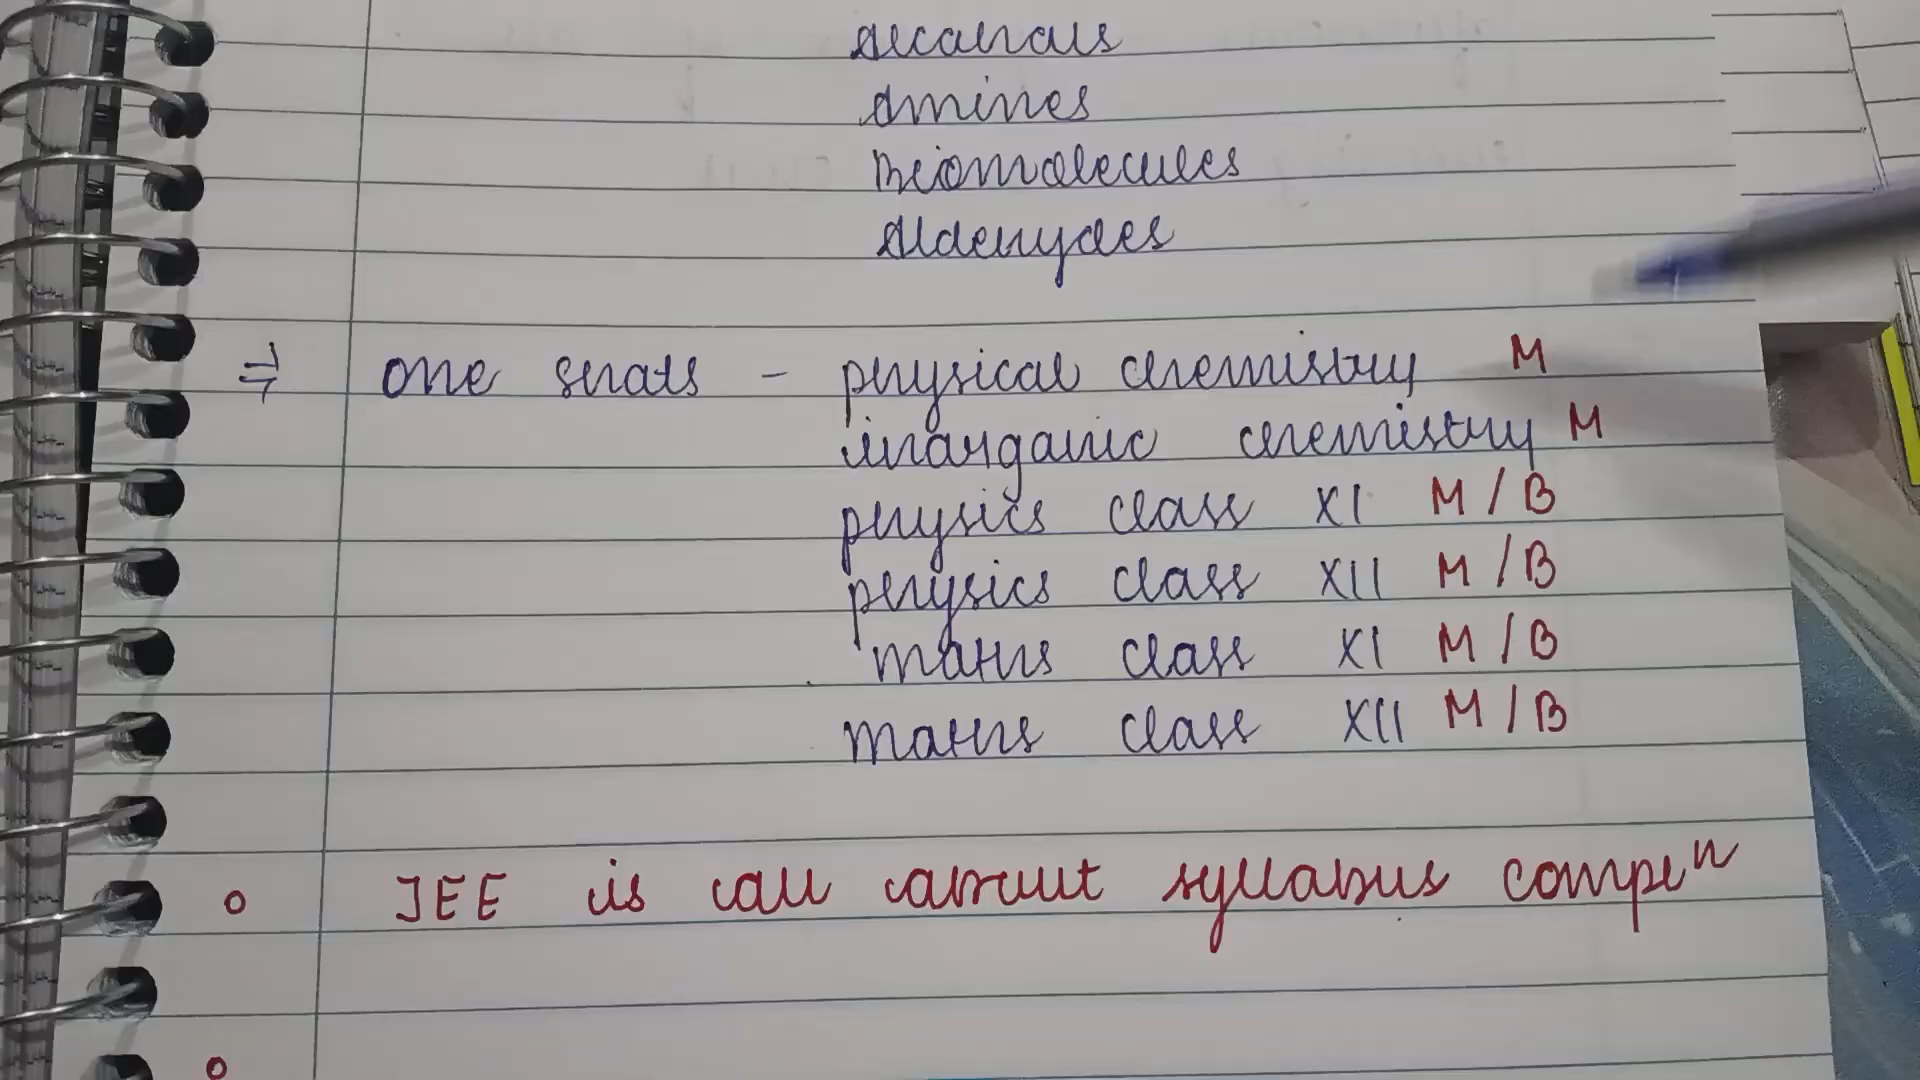 Alcohols
Amines
Biomolecules
Aldehydes
⇒ one shots - physical chemistry M
inorganic chemistry M
physics class XI M / B
physics class XII M / B
maths class XI M / B
maths class XII M / B
o JEE is all about syllabus compeⁿ
o